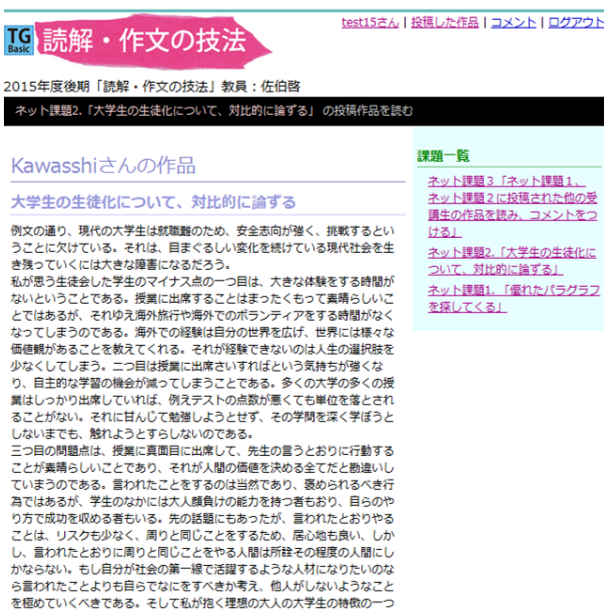 TG
Basic
読解・作文の技法
test15さん | 投稿した作品 | コメント | ログアウト
2015年度後期「読解・作文の技法」教員：佐伯啓
ネット課題2.「大学生の生徒化について、対比的に論ずる」 の投稿作品を読む
Kawasshiさんの作品
大学生の生徒化について、対比的に論ずる
例文の通り、現代の大学生は就職難のため、安全志向が強く、挑戦するとい
うことに欠けている。それは、目まぐるしい変化を続けている現代社会を生
き残っていくには大きな障害になるだろう。
私が思う生徒会した学生のマイナス点の一つ目は、大きな体験をする時間が
ないということである。授業に出席することはまったくもって素晴らしいこ
とではあるが、それゆえ海外旅行や海外でのボランティアをする時間がなく
なってしまうのである。海外での経験は自分の世界を広げ、世界には様々な
価値観があることを教えてくれる。それが経験できないのは人生の選択肢を
少なくしてしまう。二つ目は授業に出席さいすればという気持ちが強くな
り、自主的な学習の機会が減ってしまうことである。多くの大学の多くの授
業はしっかり出席していれば、例えテストの点数が悪くても単位を落とされ
ることがない。それに甘んじて勉強しようとせず、その学問を深く学ぼうと
しないまでも、触れようとすらしないのである。
三つ目の問題点は、授業に真面目に出席して、先生の言うとおりに行動する
ことが素晴らしいことであり、それが人間の価値を決める全てだと勘違いし
ていまうのである。言われたことをするのは当然であり、褒められるべき行
為ではあるが、学生のなかには大人顔負けの能力を持つ者もおり、自らのや
り方で成功を収める者もいる。先の話題にもあったが、言われたとおりやる
ことは、リスクも少なく、周りと同じことをするため、居心地も良い、しか
し、言われたとおりに周りと同じことをやる人間は所詮その程度の人間にし
かならない。もし自分が社会の第一線で活躍するような人材になりたいのな
ら言われたことよりも自らでなにをすべきか考え、他人がしないようなこと
を極めていくべきである。そして私が抱く理想の大人の大学生の特徴の一つ
課題一覧
ネット課題３「ネット課題１、
ネット課題２に投稿された他の受
講生の作品を読み、コメントをつ
ける」
ネット課題2.「大学生の生徒化に
ついて、対比的に論ずる」
ネット課題1.「優れたパラグラフ
を探してくる」